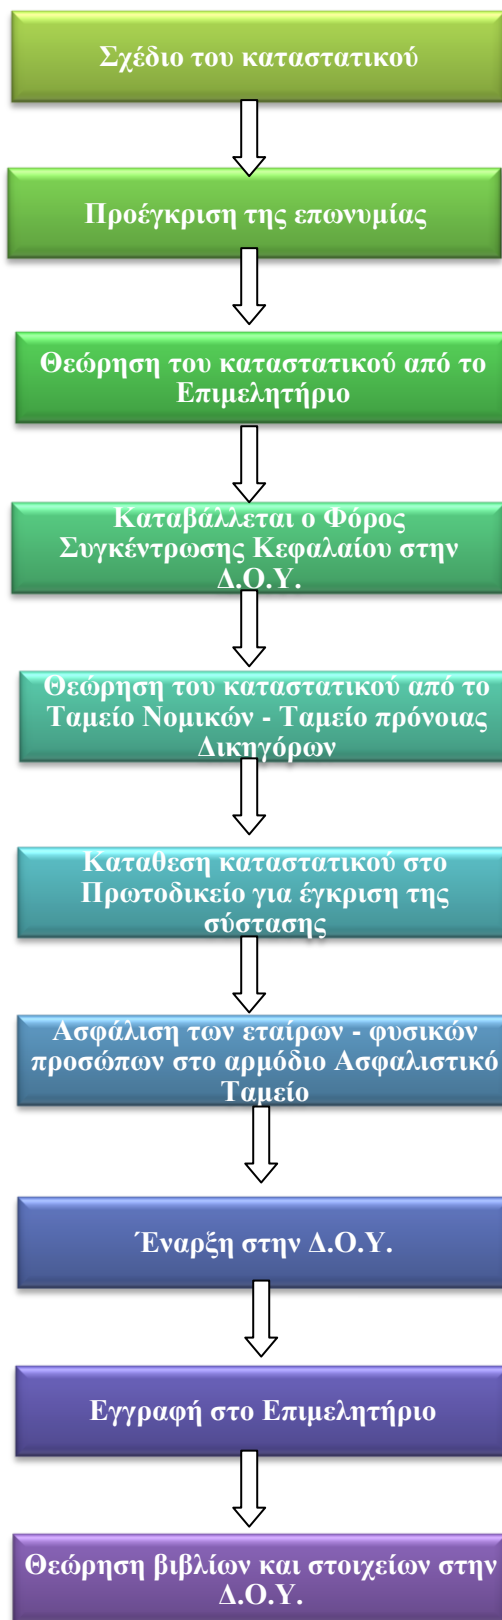 Σχέδιο του καταστατικού
Προέγκριση της επωνυμίας
Θεώρηση του καταστατικού από το
Επιμελητήριο
Καταβάλλεται ο Φόρος
Συγκέντρωσης Κεφαλαίου στην
Δ.Ο.Υ.
Θεώρηση του καταστατικού από το
Ταμείο Νομικών - Ταμείο πρόνοιας
Δικηγόρων
Καταθεση καταστατικού στο
Πρωτοδικείο για έγκριση της
σύστασης
Ασφάλιση των εταίρων - φυσικών
προσώπων στο αρμόδιο Ασφαλιστικό
Ταμείο
Έναρξη στην Δ.Ο.Υ.
Εγγραφή στο Επιμελητήριο
Θεώρηση βιβλίων και στοιχείων στην
Δ.Ο.Υ.